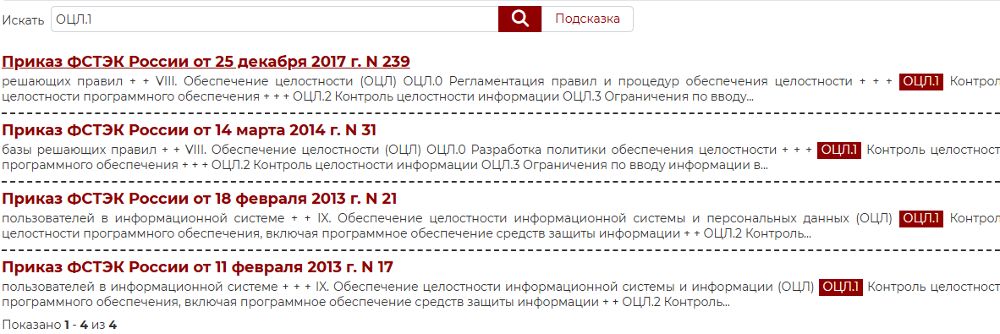 Искать ОЦЛ.1 Подсказка
Приказ ФСТЭК России от 25 декабря 2017 г. N 239
решающих правил + + VIII. Обеспечение целостности (ОЦЛ) ОЦЛ.0 Регламентация правил и процедур обеспечения целостности + + + ОЦЛ.1 Контрол
целостности программного обеспечения + + + ОЦЛ.2 Контроль целостности информации ОЦЛ.3 Ограничения по вводу...
Приказ ФСТЭК России от 14 марта 2014 г. N 31
базы решающих правил + + VIII. Обеспечение целостности (ОЦЛ) ОЦЛ.0 Разработка политики обеспечения целостности + + + ОЦЛ.1 Контроль целостност
программного обеспечения + + + ОЦЛ.2 Контроль целостности информации ОЦЛ.3 Ограничения по вводу информации в...
Приказ ФСТЭК России от 18 февраля 2013 г. N 21
пользователей в информационной системе + + IX. Обеспечение целостности информационной системы и персональных данных (ОЦЛ) ОЦЛ.1 Контрол
целостности программного обеспечения, включая программное обеспечение средств защиты информации + + ОЦЛ.2 Контроль...
Приказ ФСТЭК России от 11 февраля 2013 г. N 17
пользователей в информационной системе + + + IX. Обеспечение целостности информационной системы и информации (ОЦЛ) ОЦЛ.1 Контроль целостност
программного обеспечения, включая программное обеспечение средств защиты информации + + ОЦЛ.2 Контроль...
Показано 1 - 4 из 4